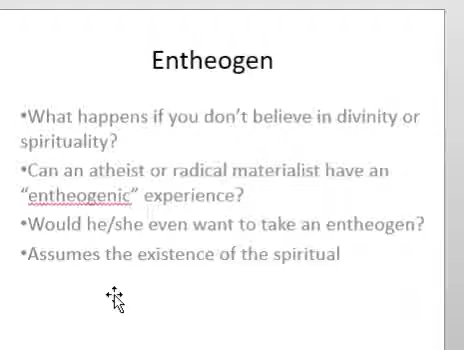 Entheogen
•What happens if you don't believe in divinity or
spirituality?
•Can an atheist or radical materialist have an
“entheogenic” experience?
•Would he/she even want to take an entheogen?
•Assumes the existence of the spiritual